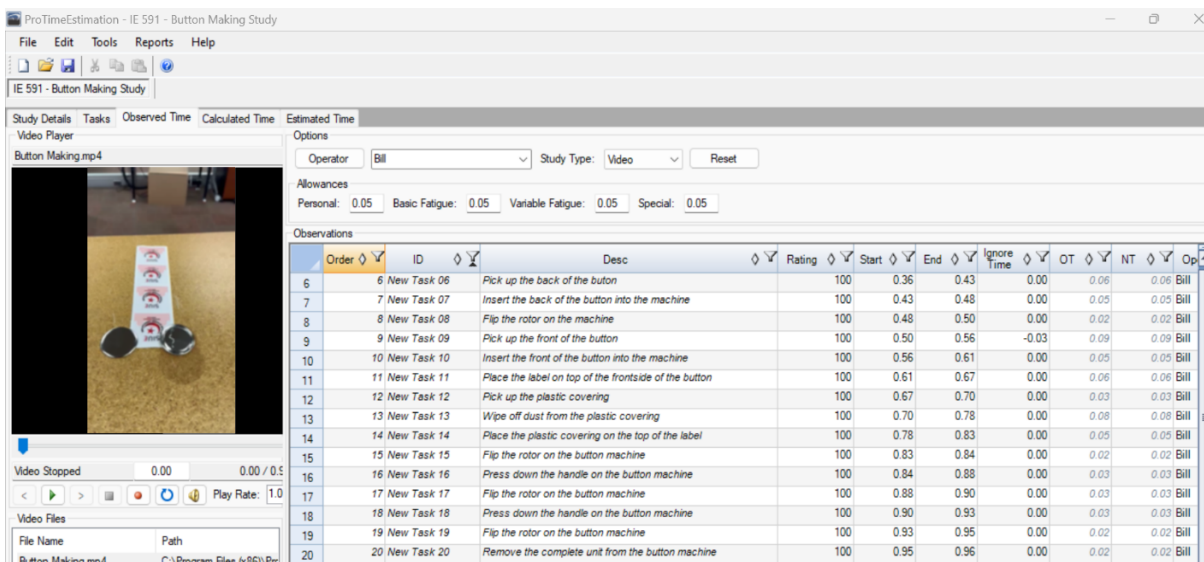 ProTimeEstimation - IE 591 - Button Making Study
File Edit Tools Reports Help
IE 591 - Button Making Study
Study Details Tasks Observed Time Calculated Time Estimated Time
Video Player
Button Making.mp4
Video Stopped 0.00 0.00 / 0.9
Play Rate: 1.0
Video Files
File Name Path
Button Making.mp4 C:\Program Files (x86)\Pr
Options
Operator Bill Study Type: Video Reset
Allowances
Personal: 0.05 Basic Fatigue: 0.05 Variable Fatigue: 0.05 Special: 0.05
Observations
Order ID Desc Rating Start End Ignore Time OT NT Op
6 6 New Task 06 Pick up the back of the buton 100 0.36 0.43 0.00 0.06 0.06 Bill
7 7 New Task 07 Insert the back of the button into the machine 100 0.43 0.48 0.00 0.05 0.05 Bill
8 8 New Task 08 Flip the rotor on the machine 100 0.48 0.50 0.00 0.02 0.02 Bill
9 9 New Task 09 Pick up the front of the button 100 0.50 0.56 -0.03 0.09 0.09 Bill
10 10 New Task 10 Insert the front of the button into the machine 100 0.56 0.61 0.00 0.05 0.05 Bill
11 11 New Task 11 Place the label on top of the frontside of the button 100 0.61 0.67 0.00 0.06 0.06 Bill
12 12 New Task 12 Pick up the plastic covering 100 0.67 0.70 0.00 0.03 0.03 Bill
13 13 New Task 13 Wipe off dust from the plastic covering 100 0.70 0.78 0.00 0.08 0.08 Bill
14 14 New Task 14 Place the plastic covering on the top of the label 100 0.78 0.83 0.00 0.05 0.05 Bill
15 15 New Task 15 Flip the rotor on the button machine 100 0.83 0.84 0.00 0.02 0.02 Bill
16 16 New Task 16 Press down the handle on the button machine 100 0.84 0.88 0.00 0.03 0.03 Bill
17 17 New Task 17 Flip the rotor on the button machine 100 0.88 0.90 0.00 0.03 0.03 Bill
18 18 New Task 18 Press down the handle on the button machine 100 0.90 0.93 0.00 0.03 0.03 Bill
19 19 New Task 19 Flip the rotor on the button machine 100 0.93 0.95 0.00 0.02 0.02 Bill
20 20 New Task 20 Remove the complete unit from the button machine 100 0.95 0.96 0.00 0.02 0.02 Bill